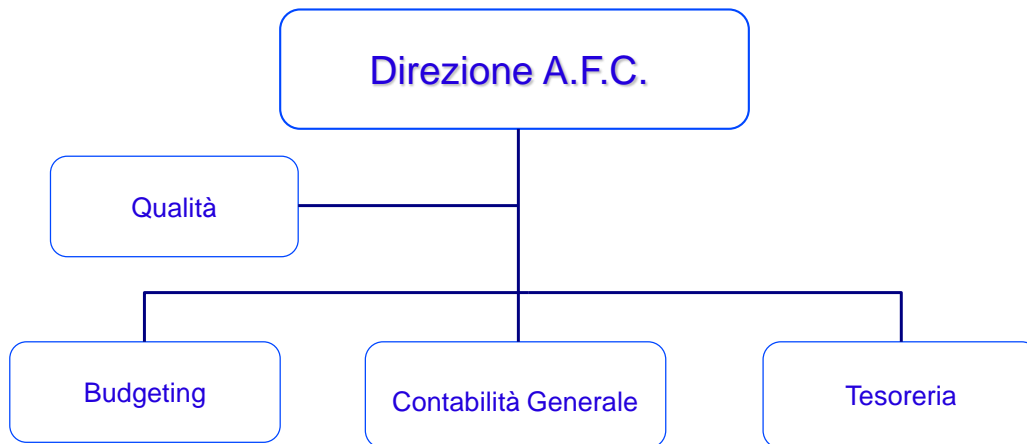 Direzione A.F.C.
Qualità
Budgeting
Contabilità Generale
Tesoreria